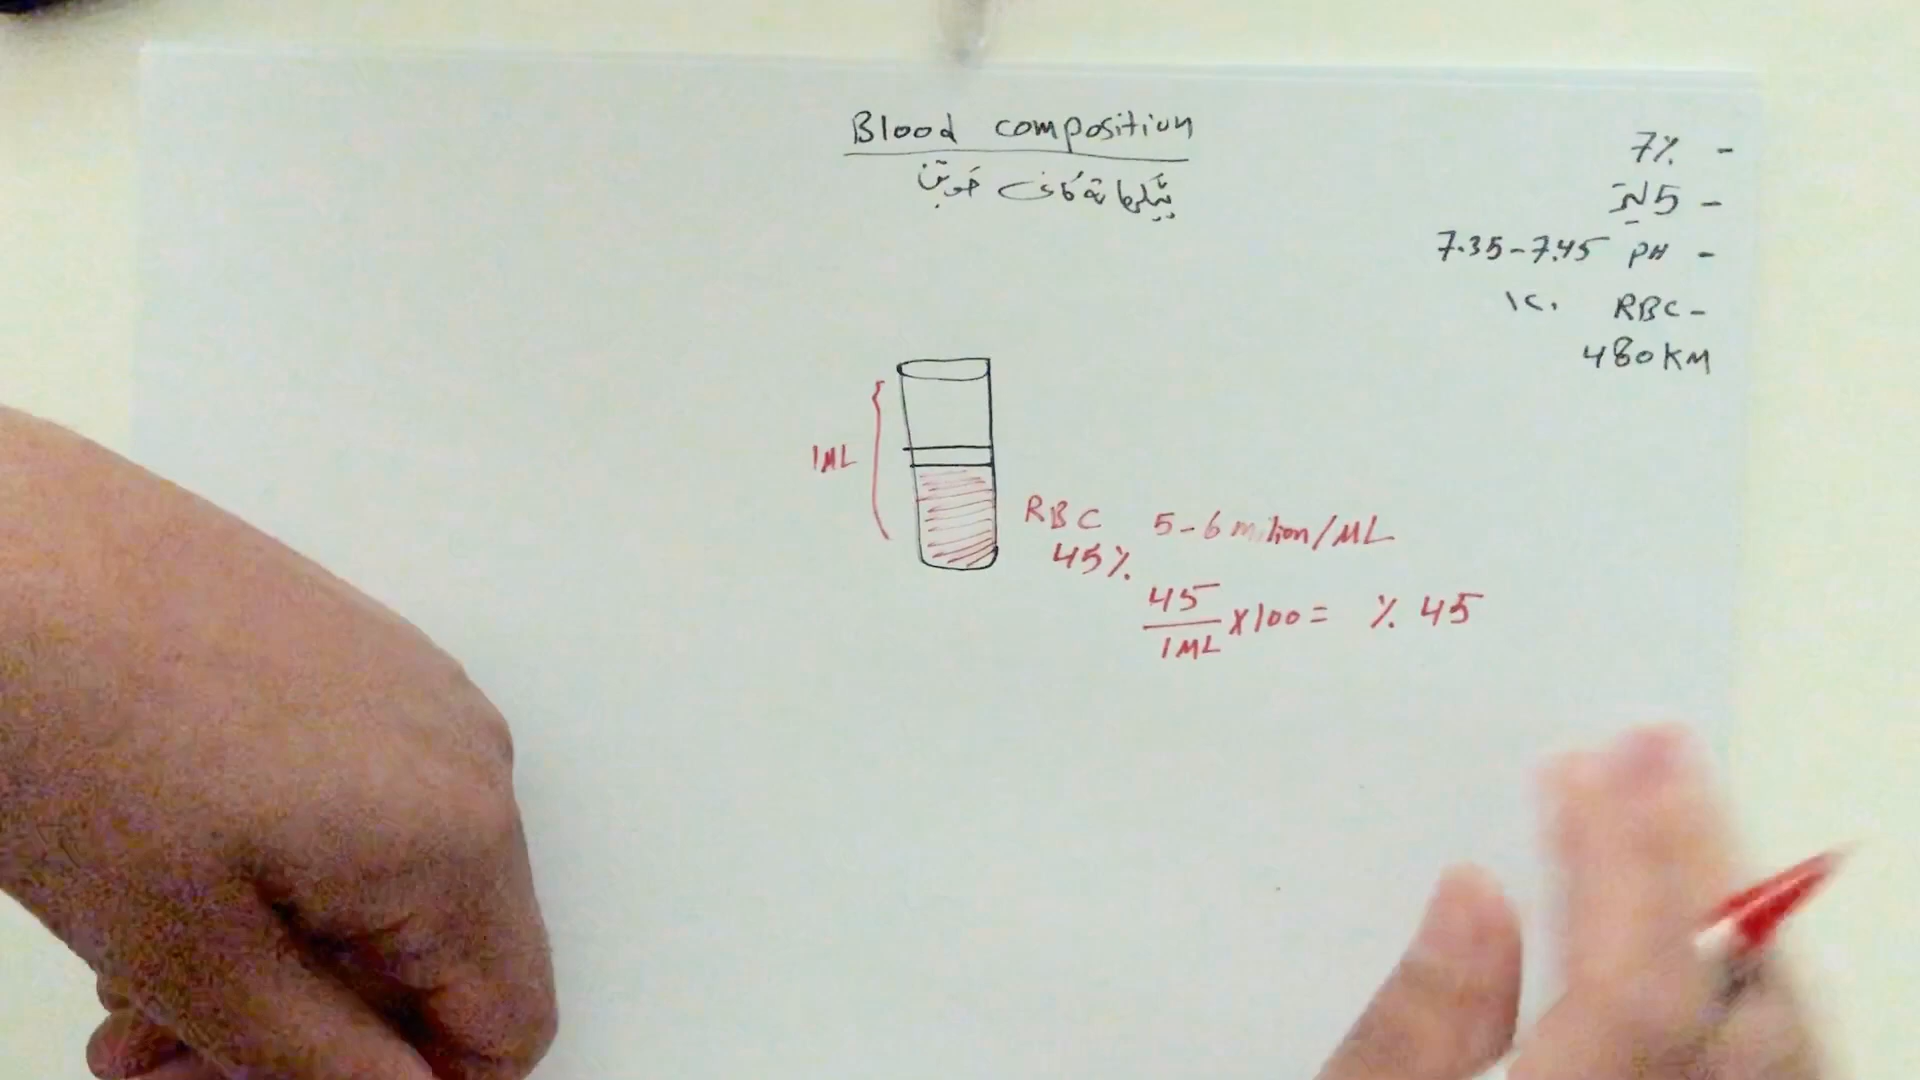 Blood composition
پێکهاتەکانی خوێن
7% -
5 لیتر -
7.35-7.45 PH -
١٢٠ RBC -
480 KM
1ML
RBC 5-6 milion/ML
45%
45/1ML x100 = % 45